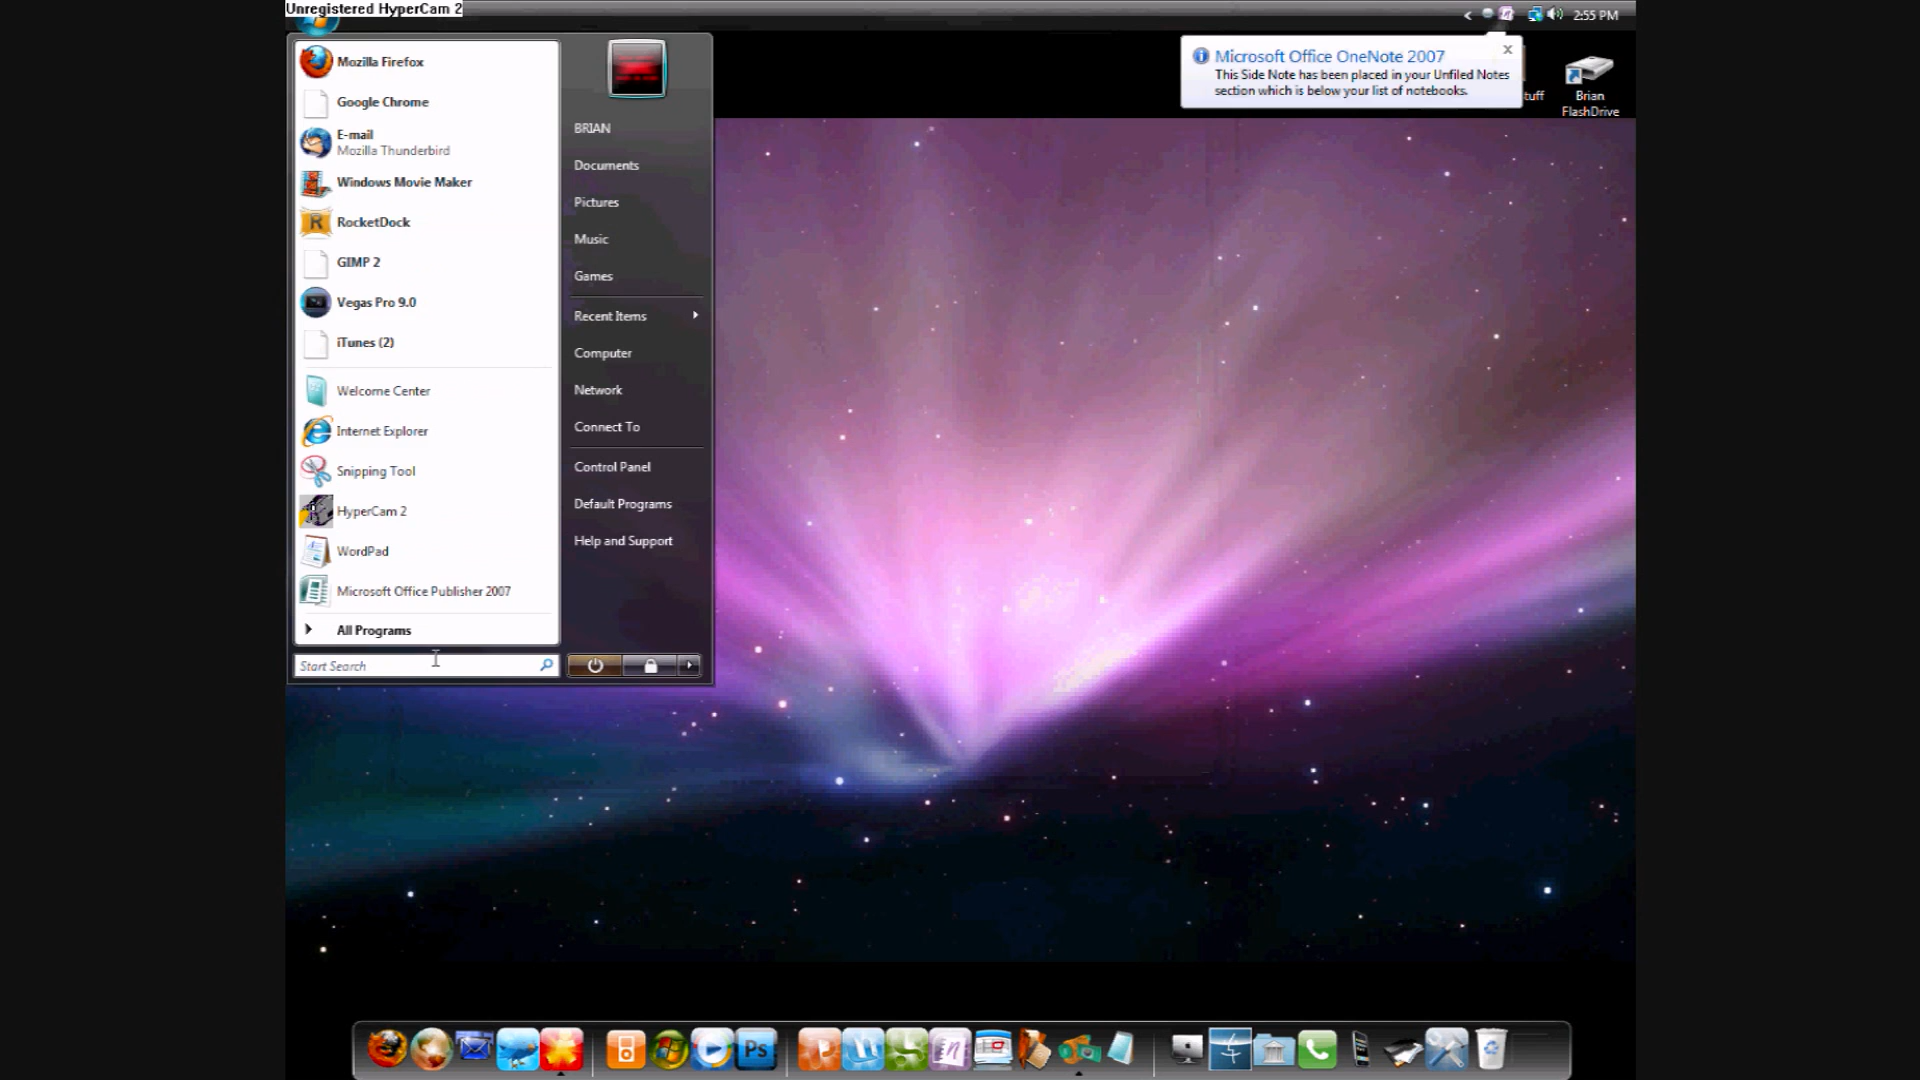 Unregistered HyperCam 2
2:55 PM
Mozilla Firefox
Google Chrome
E-mail
Mozilla Thunderbird
Windows Movie Maker
RocketDock
GIMP 2
Vegas Pro 9.0
iTunes (2)
Welcome Center
Internet Explorer
Snipping Tool
HyperCam 2
WordPad
Microsoft Office Publisher 2007
All Programs
Start Search
BRIAN
Documents
Pictures
Music
Games
Recent Items
Computer
Network
Connect To
Control Panel
Default Programs
Help and Support
Microsoft Office OneNote 2007
This Side Note has been placed in your Unfiled Notes
section which is below your list of notebooks.
tuff
Brian
FlashDrive
Ps